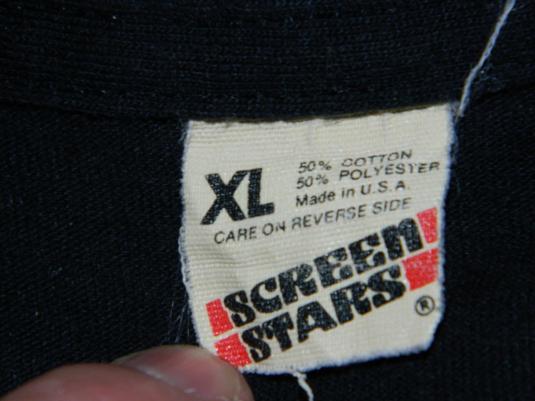 XL
50% COTTON
50% POLYESTER
Made in U.S.A.
CARE ON REVERSE SIDE
SCREEN
STARS ®